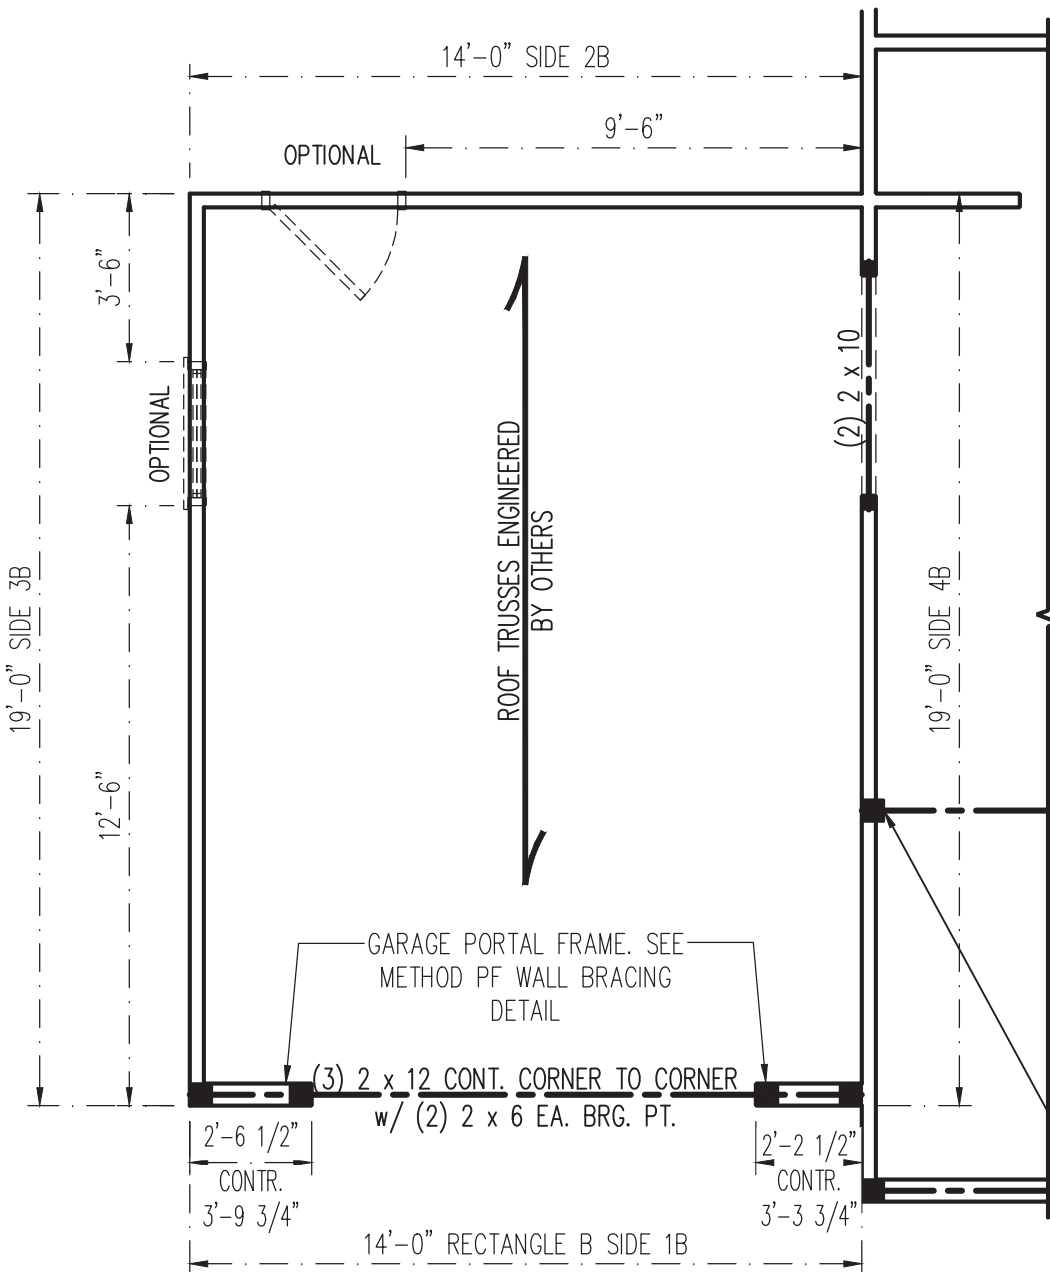 14'-0" SIDE 2B
9'-6"
OPTIONAL
3'-6"
OPTIONAL
(2) 2 x 10
ROOF TRUSSES ENGINEERED
BY OTHERS
19'-0" SIDE 3B
19'-0" SIDE 4B
12'-6"
GARAGE PORTAL FRAME. SEE
METHOD PF WALL BRACING
DETAIL
(3) 2 x 12 CONT. CORNER TO CORNER
w/ (2) 2 x 6 EA. BRG. PT.
2'-6 1/2"
CONTR.
3'-9 3/4"
2'-2 1/2"
CONTR.
3'-3 3/4"
14'-0" RECTANGLE B SIDE 1B